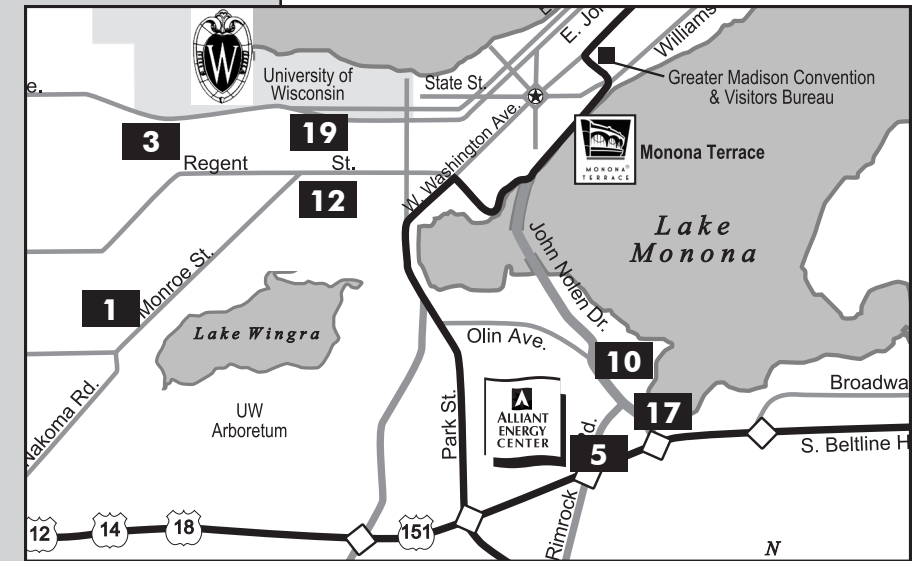 W
University of
Wisconsin
State St.
E. Jo
Williams
Greater Madison Convention
& Visitors Bureau
e.
3
19
Regent St.
12
W. Washington Ave.
MONONA
TERRACE
Monona Terrace
Lake
Monona
1
Monroe St.
John Nolen Dr.
Lake Wingra
Olin Ave.
10
Nakoma Rd.
UW
Arboretum
Park St.
ALLIANT
ENERGY
CENTER
17
Broadwa
d.
5
S. Beltline H
Rimrock
12
14
18
151
N